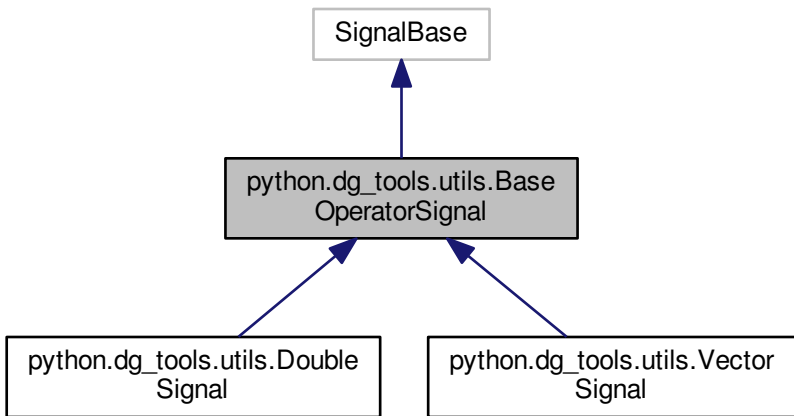 SignalBase
python.dg_tools.utils.Base
OperatorSignal
python.dg_tools.utils.Double
Signal
python.dg_tools.utils.Vector
Signal